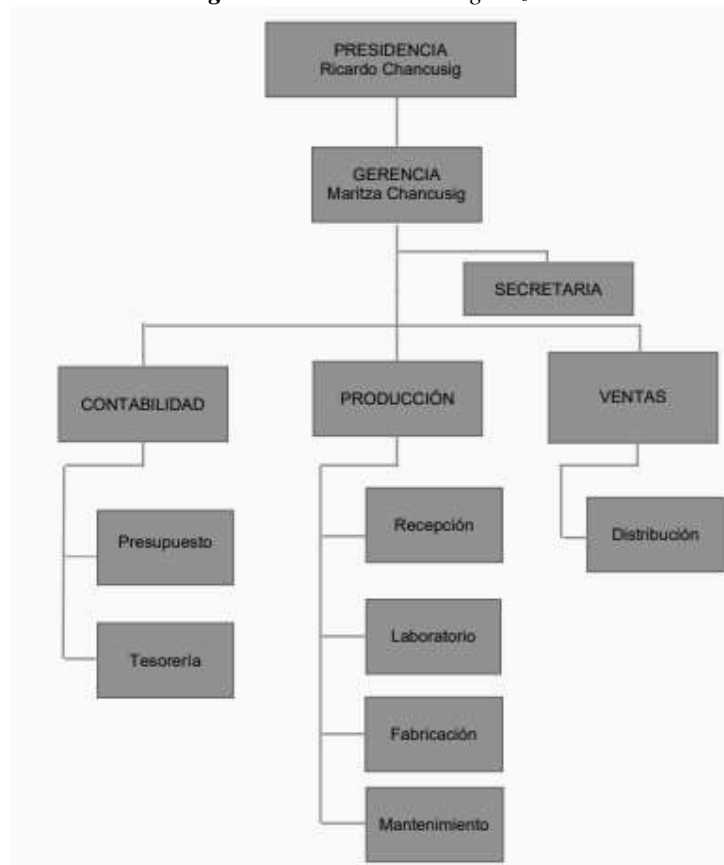 PRESIDENCIA
Ricardo Chancusig
GERENCIA
Maritza Chancusig
SECRETARIA
CONTABILIDAD
PRODUCCIÓN
VENTAS
Presupuesto
Tesorería
Recepción
Laboratorio
Fabricación
Mantenimiento
Distribución